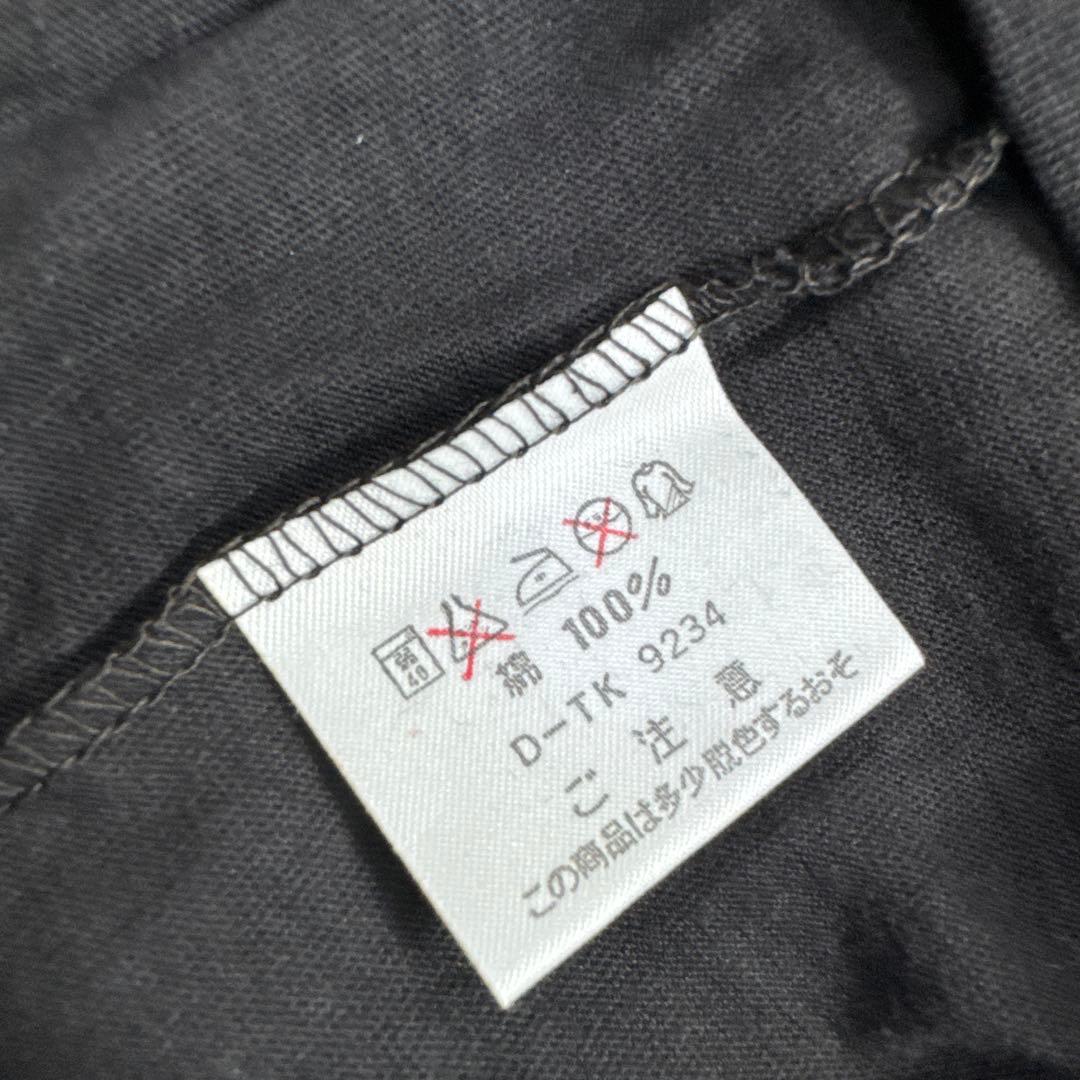 弱
40
綿 100%
D-TK 9234
ご注意
この商品は多少脱色するおそ